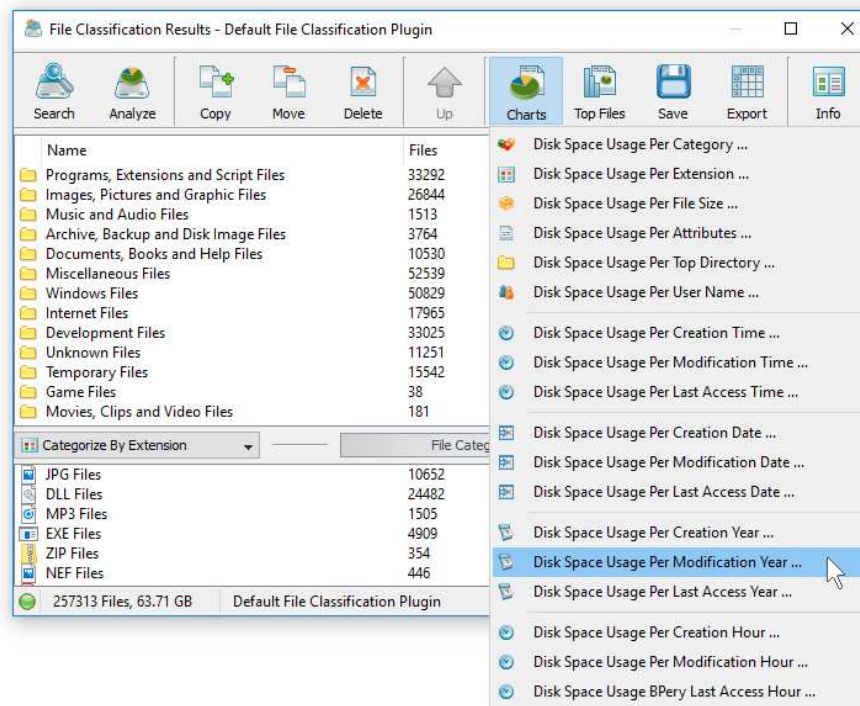 File Classification Results - Default File Classification Plugin
Search Analyze Copy Move Delete Up Charts Top Files Save Export Info
Name Files
Programs, Extensions and Script Files 33292
Images, Pictures and Graphic Files 26844
Music and Audio Files 1513
Archive, Backup and Disk Image Files 3764
Documents, Books and Help Files 10530
Miscellaneous Files 52539
Windows Files 50829
Internet Files 17965
Development Files 33025
Unknown Files 11251
Temporary Files 15542
Game Files 38
Movies, Clips and Video Files 181
Categorize By Extension File Categ
JPG Files 10652
DLL Files 24482
MP3 Files 1505
EXE Files 4909
ZIP Files 354
NEF Files 446
257313 Files, 63.71 GB Default File Classification Plugin
Disk Space Usage Per Category ...
Disk Space Usage Per Extension ...
Disk Space Usage Per File Size ...
Disk Space Usage Per Attributes ...
Disk Space Usage Per Top Directory ...
Disk Space Usage Per User Name ...
Disk Space Usage Per Creation Time ...
Disk Space Usage Per Modification Time ...
Disk Space Usage Per Last Access Time ...
Disk Space Usage Per Creation Date ...
Disk Space Usage Per Modification Date ...
Disk Space Usage Per Last Access Date ...
Disk Space Usage Per Creation Year ...
Disk Space Usage Per Modification Year ...
Disk Space Usage Per Last Access Year ...
Disk Space Usage Per Creation Hour ...
Disk Space Usage Per Modification Hour ...
Disk Space Usage BPery Last Access Hour ...